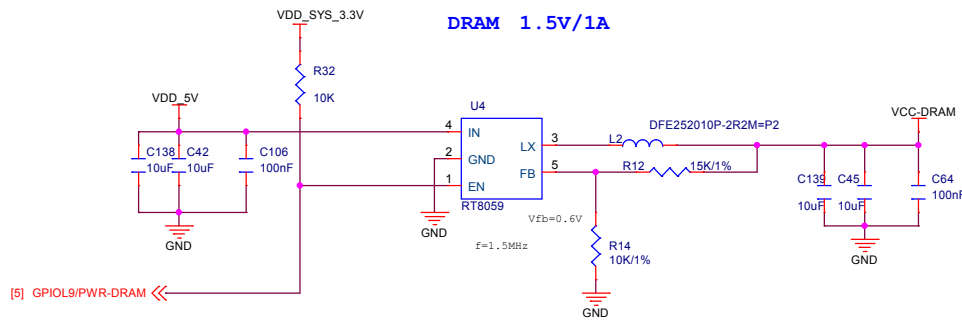 DRAM 1.5V/1A
VDD_SYS_3.3V
R32
10K
VDD_5V
C138
10uF
C42
10uF
C106
100nF
GND
U4
4
IN
2
GND
1
EN
LX
3
FB
5
RT8059
GND
Vfb=0.6V
f=1.5MHz
L2
DFE252010P-2R2M=P2
R12
15K/1%
R14
10K/1%
GND
VCC-DRAM
C139
10uF
C45
10uF
C64
100nF
GND
[5] GPIOL9/PWR-DRAM